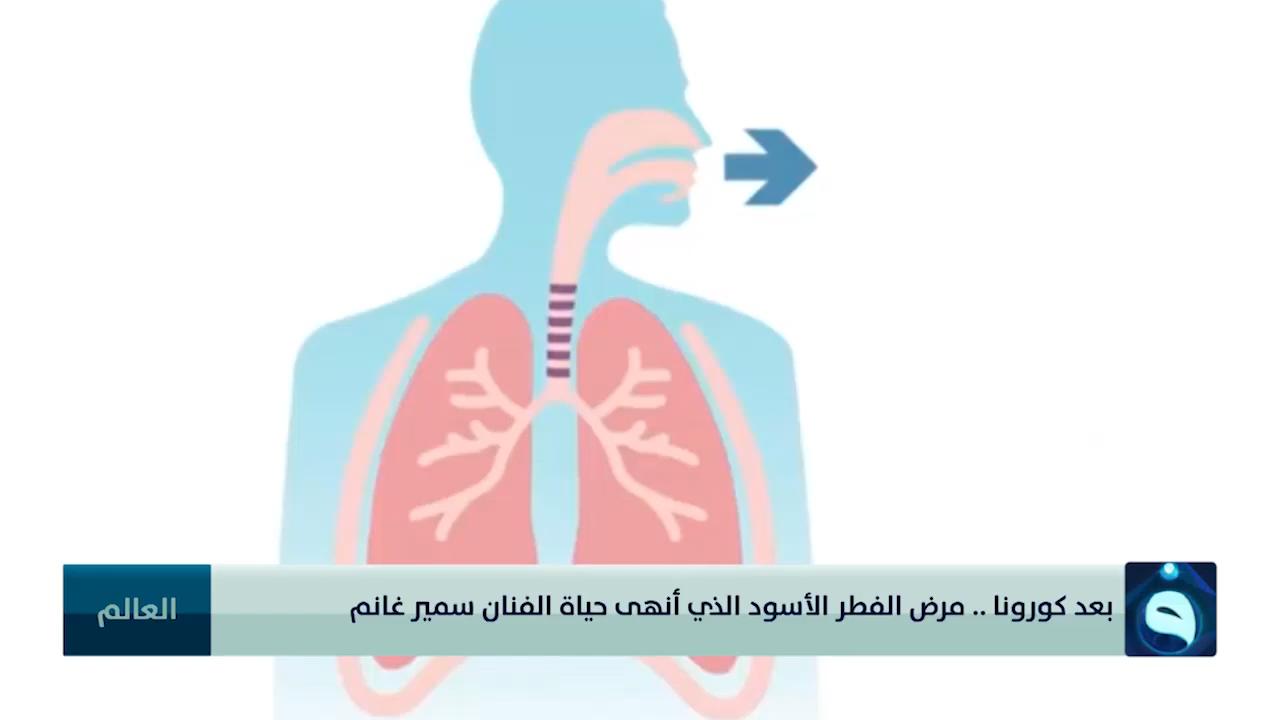 بعد كورونا .. مرض الفطر الأسود الذي أنهى حياة الفنان سمير غانم
العالم